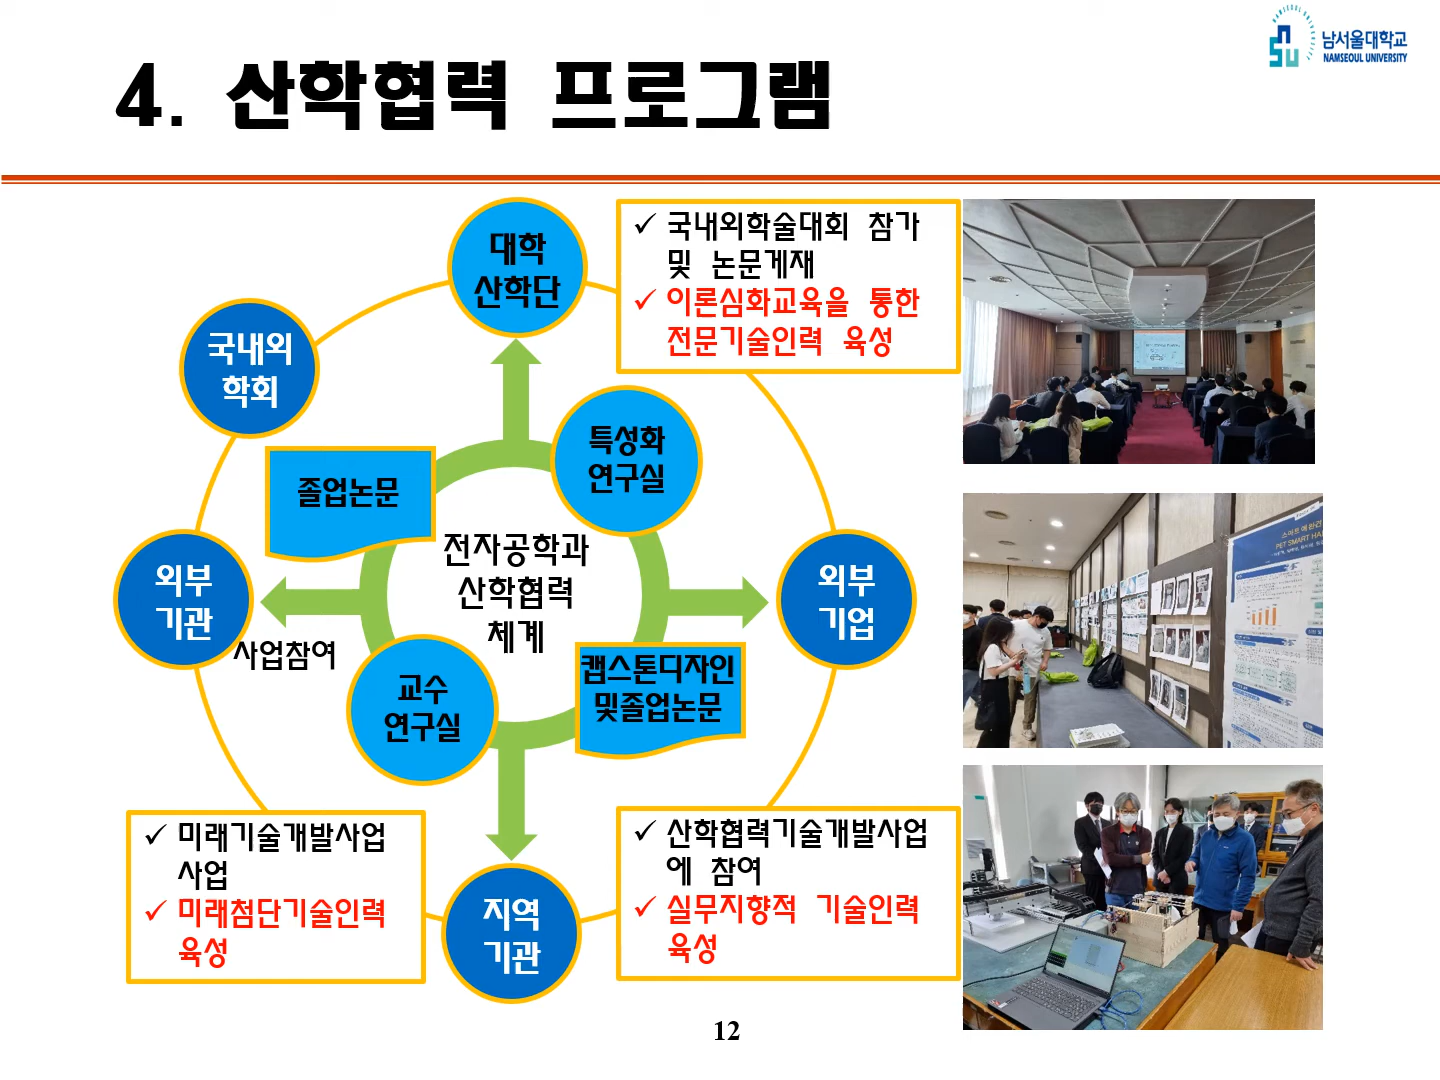 남서울대학교
NAMSEOUL UNIVERSITY
4. 산학협력 프로그램
대학
산학단
국내외
학회
특성화
연구실
졸업논문
전자공학과
산학협력
체계
외부
기관
사업참여
외부
기업
교수
연구실
캡스톤디자인
및졸업논문
지역
기관
✓ 국내외학술대회 참가
및 논문게재
✓ 이론심화교육을 통한
전문기술인력 육성
✓ 미래기술개발사업
사업
✓ 미래첨단기술인력
육성
✓ 산학협력기술개발사업
에 참여
✓ 실무지향적 기술인력
육성
PET SMART
12